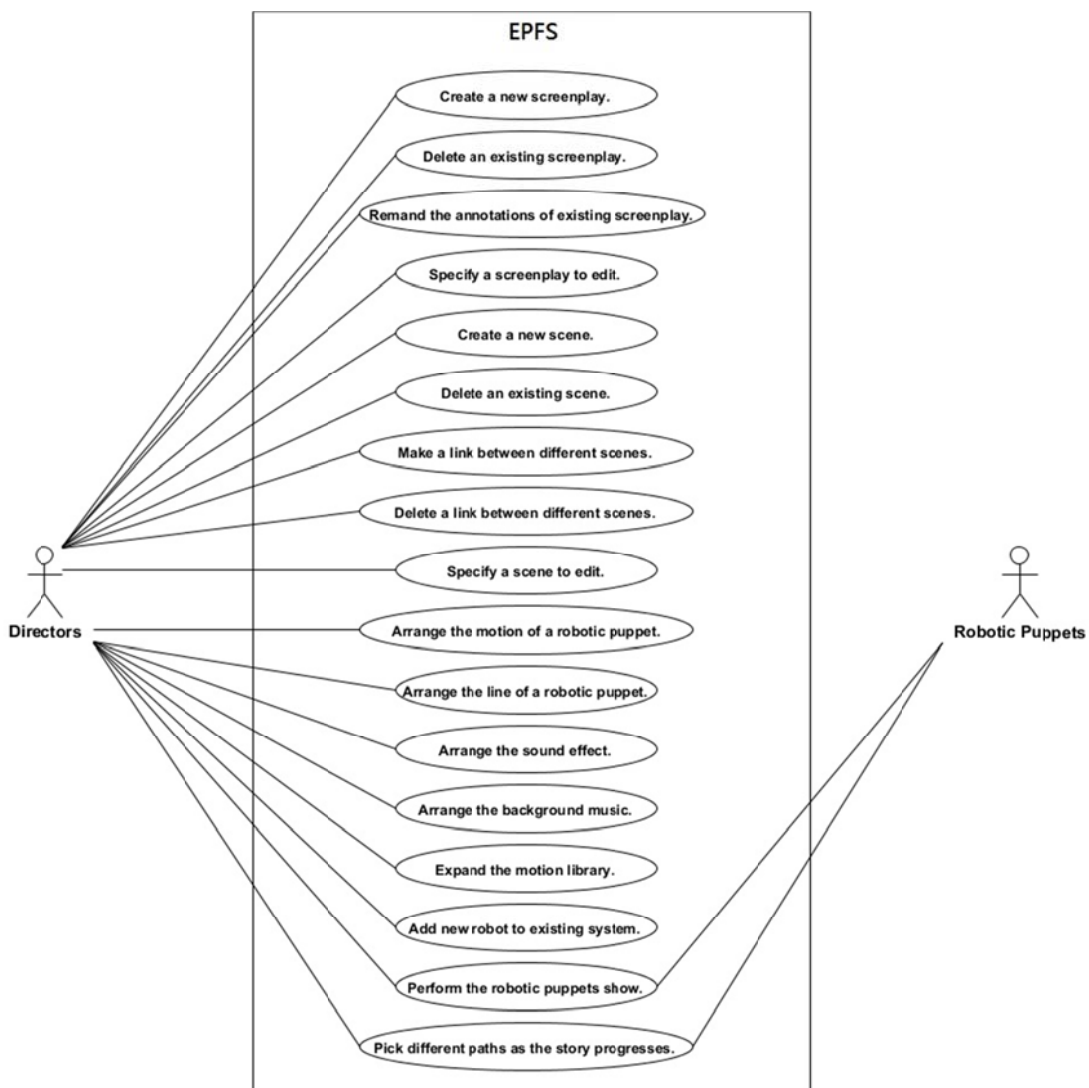 EPFS
Create a new screenplay.
Delete an existing screenplay.
Remand the annotations of existing screenplay.
Specify a screenplay to edit.
Create a new scene.
Delete an existing scene.
Make a link between different scenes.
Delete a link between different scenes.
Specify a scene to edit.
Directors
Robotic Puppets
Arrange the motion of a robotic puppet.
Arrange the line of a robotic puppet.
Arrange the sound effect.
Arrange the background music.
Expand the motion library.
Add new robot to existing system.
Perform the robotic puppets show.
Pick different paths as the story progresses.